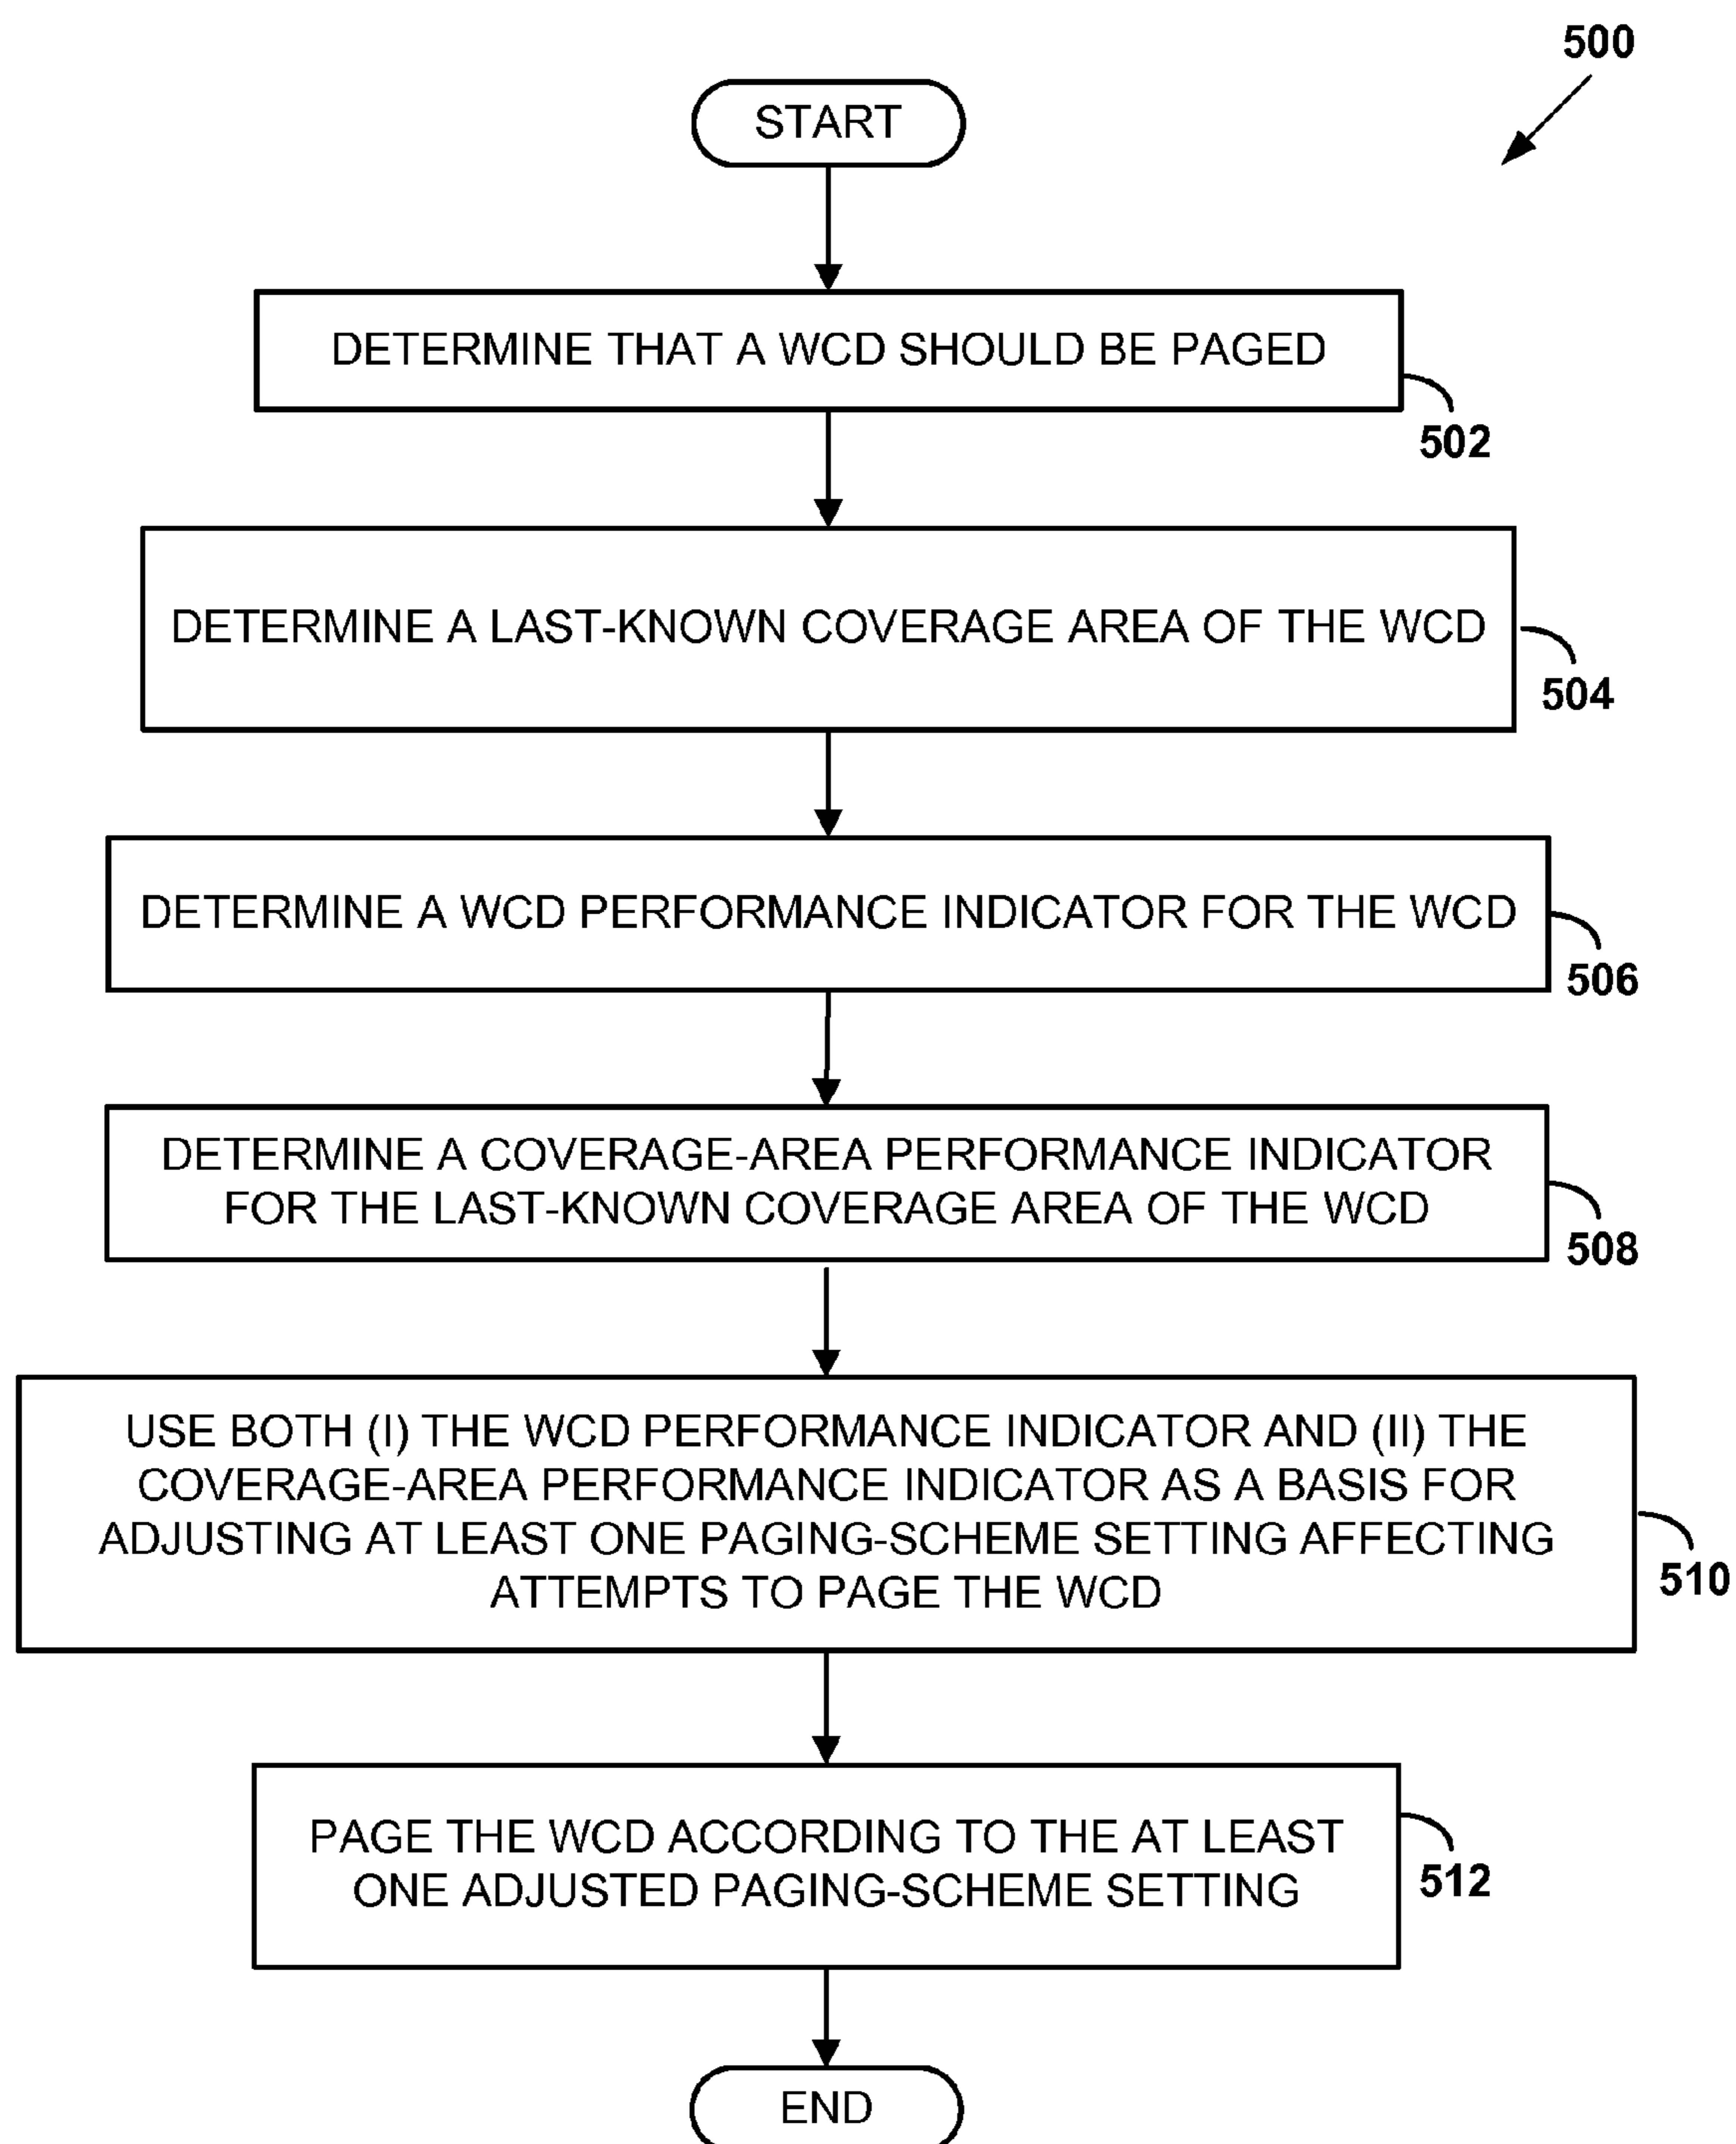 500
START
DETERMINE THAT A WCD SHOULD BE PAGED
502
DETERMINE A LAST-KNOWN COVERAGE AREA OF THE WCD
504
DETERMINE A WCD PERFORMANCE INDICATOR FOR THE WCD
506
DETERMINE A COVERAGE-AREA PERFORMANCE INDICATOR
FOR THE LAST-KNOWN COVERAGE AREA OF THE WCD
508
USE BOTH (I) THE WCD PERFORMANCE INDICATOR AND (II) THE
COVERAGE-AREA PERFORMANCE INDICATOR AS A BASIS FOR
ADJUSTING AT LEAST ONE PAGING-SCHEME SETTING AFFECTING
ATTEMPTS TO PAGE THE WCD
510
PAGE THE WCD ACCORDING TO THE AT LEAST
ONE ADJUSTED PAGING-SCHEME SETTING
512
END